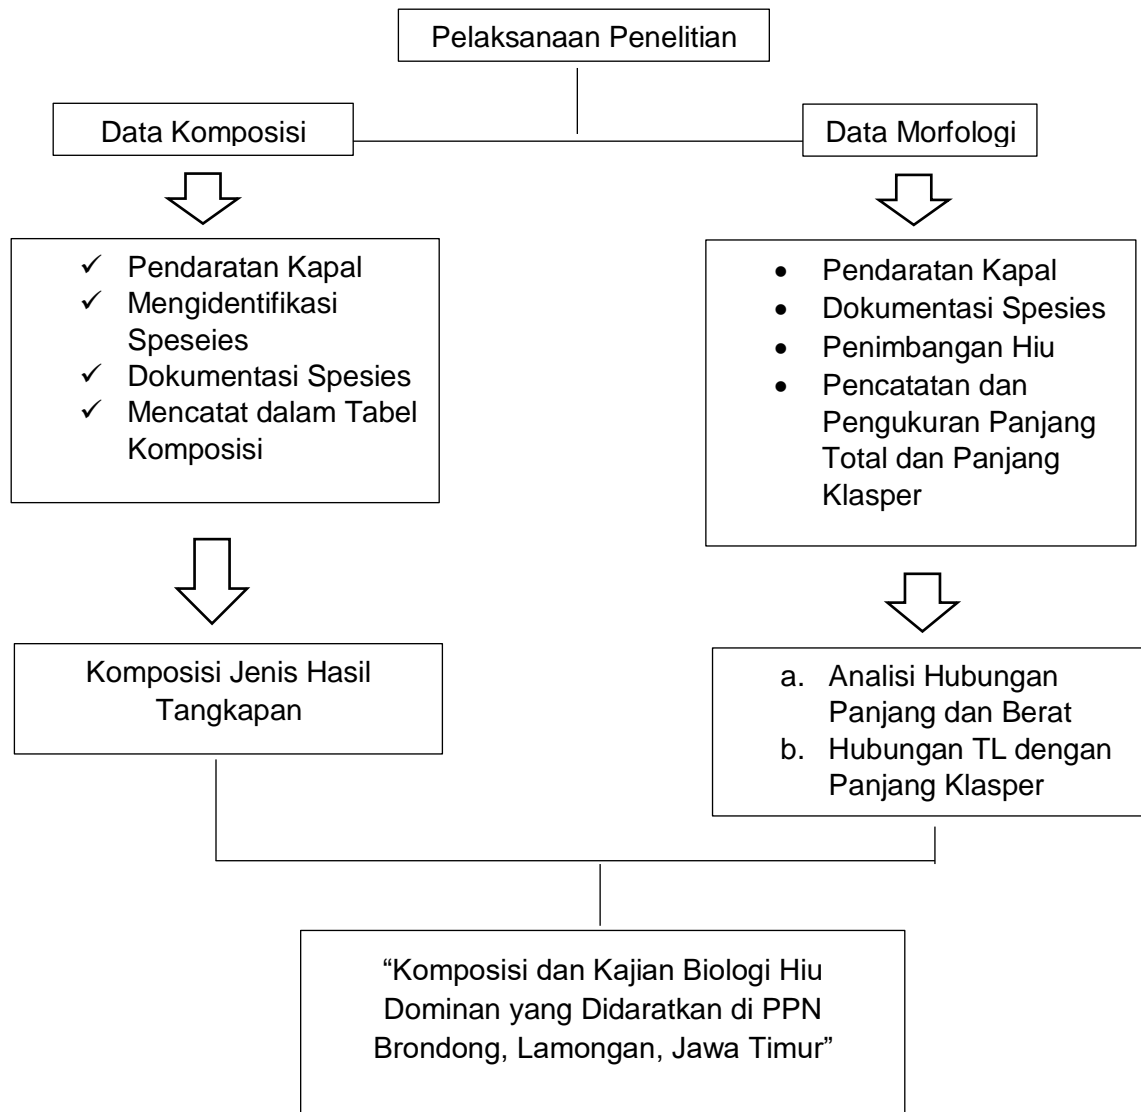 Pelaksanaan Penelitian
Data Komposisi
Data Morfologi
✓ Pendaratan Kapal
✓ Mengidentifikasi
Speseies
✓ Dokumentasi Spesies
✓ Mencatat dalam Tabel
Komposisi
• Pendaratan Kapal
• Dokumentasi Spesies
• Penimbangan Hiu
• Pencatatan dan
Pengukuran Panjang
Total dan Panjang
Klasper
Komposisi Jenis Hasil
Tangkapan
a. Analisi Hubungan
Panjang dan Berat
b. Hubungan TL dengan
Panjang Klasper
“Komposisi dan Kajian Biologi Hiu
Dominan yang Didaratkan di PPN
Brondong, Lamongan, Jawa Timur”